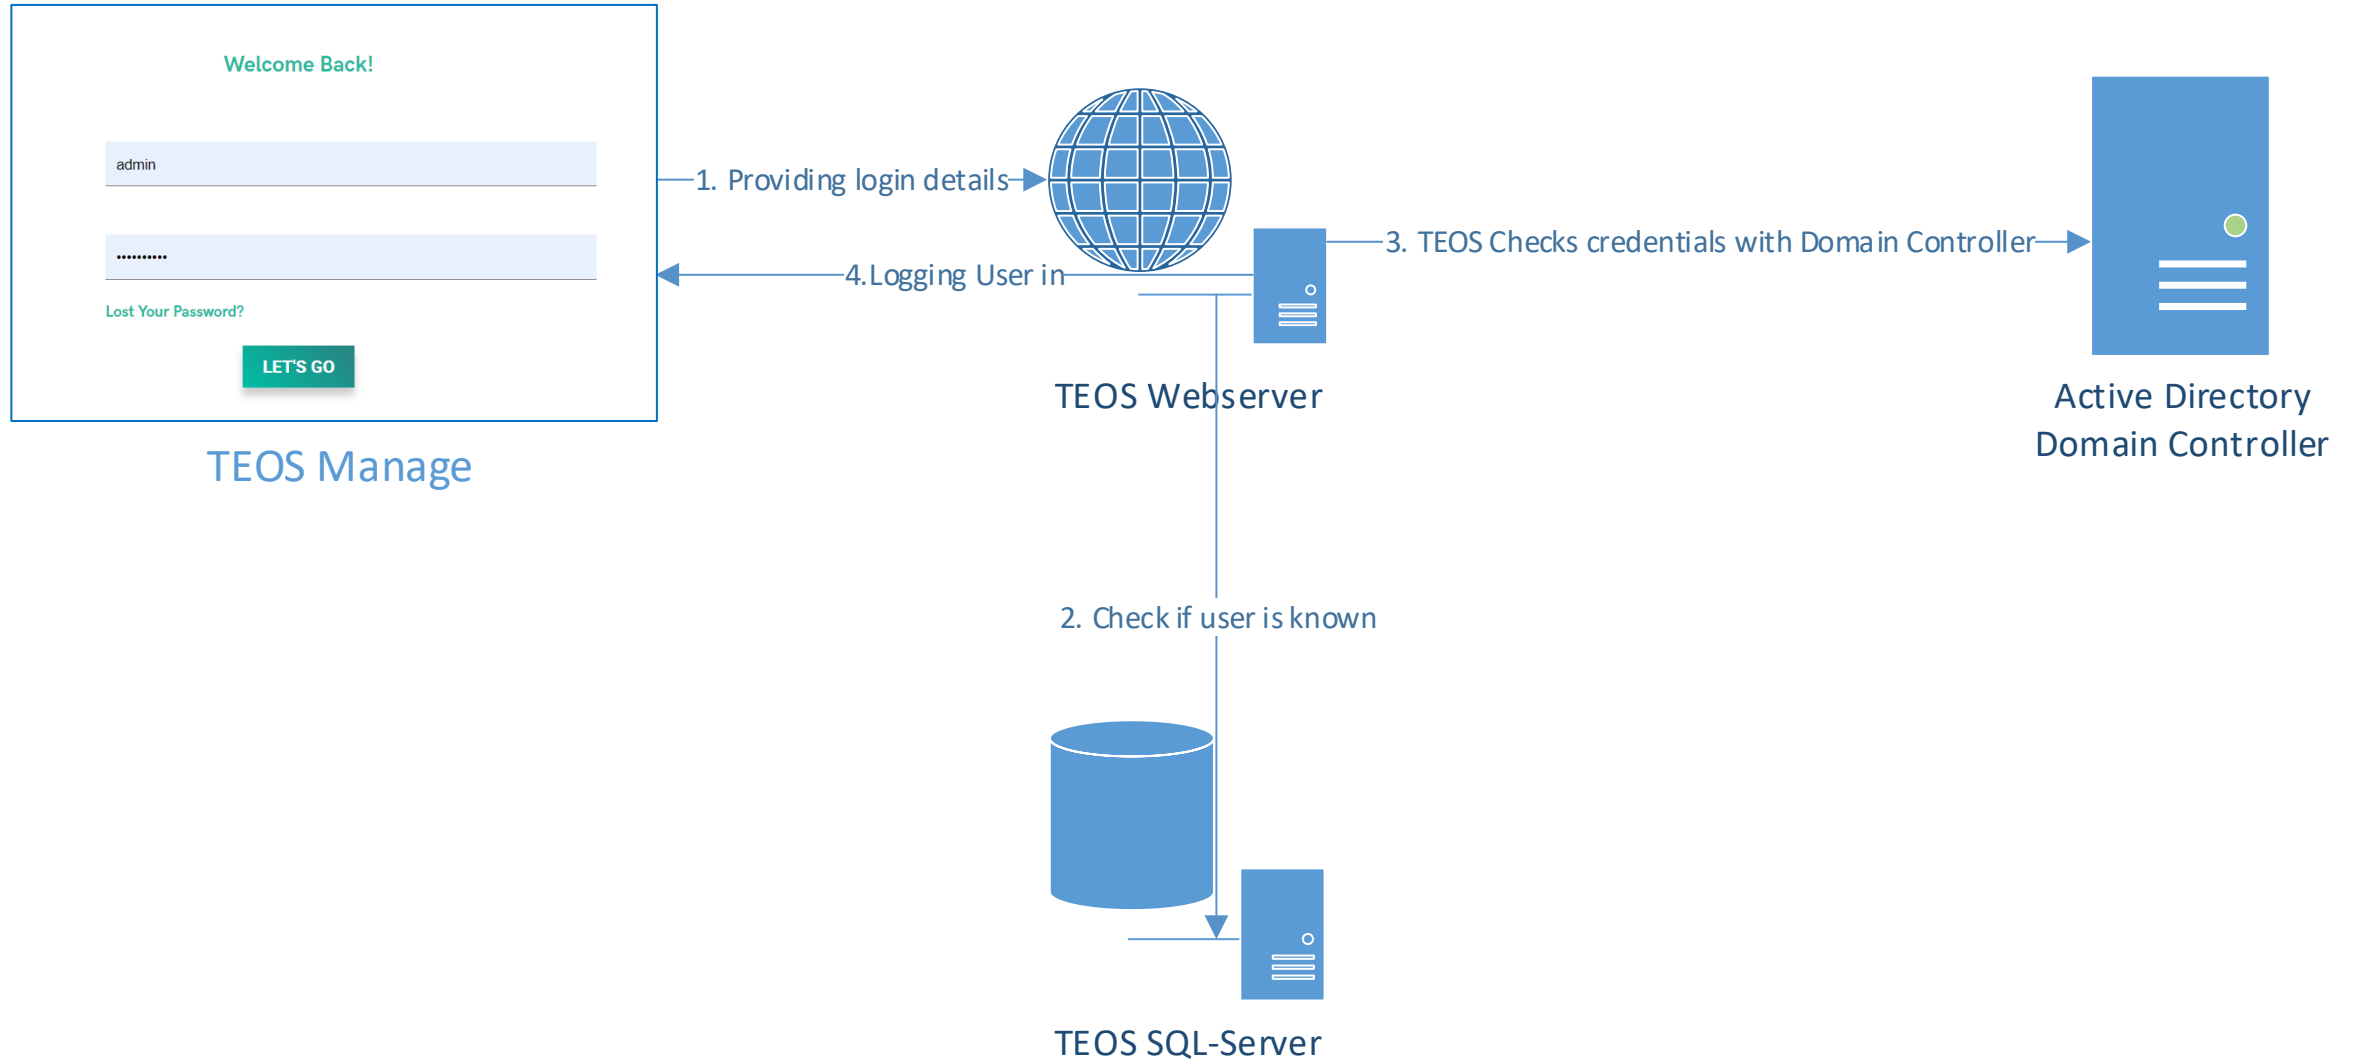 Welcome Back!
admin
••••••••••
Lost Your Password?
LET'S GO
TEOS Manage
1. Providing login details
4.Logging User in
3. TEOS Checks credentials with Domain Controller
TEOS Webserver
Active Directory
Domain Controller
2. Check if user is known
TEOS SQL-Server